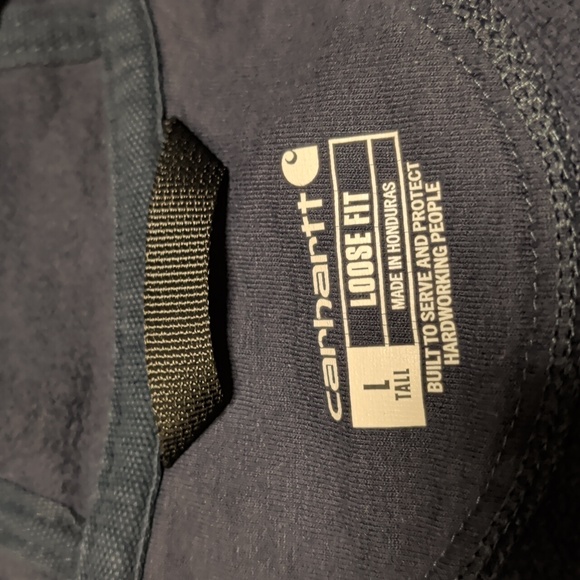 carhartt
L
TALL
LOOSE FIT
MADE IN HONDURAS
BUILT TO SERVE AND PROTECT
HARDWORKING PEOPLE